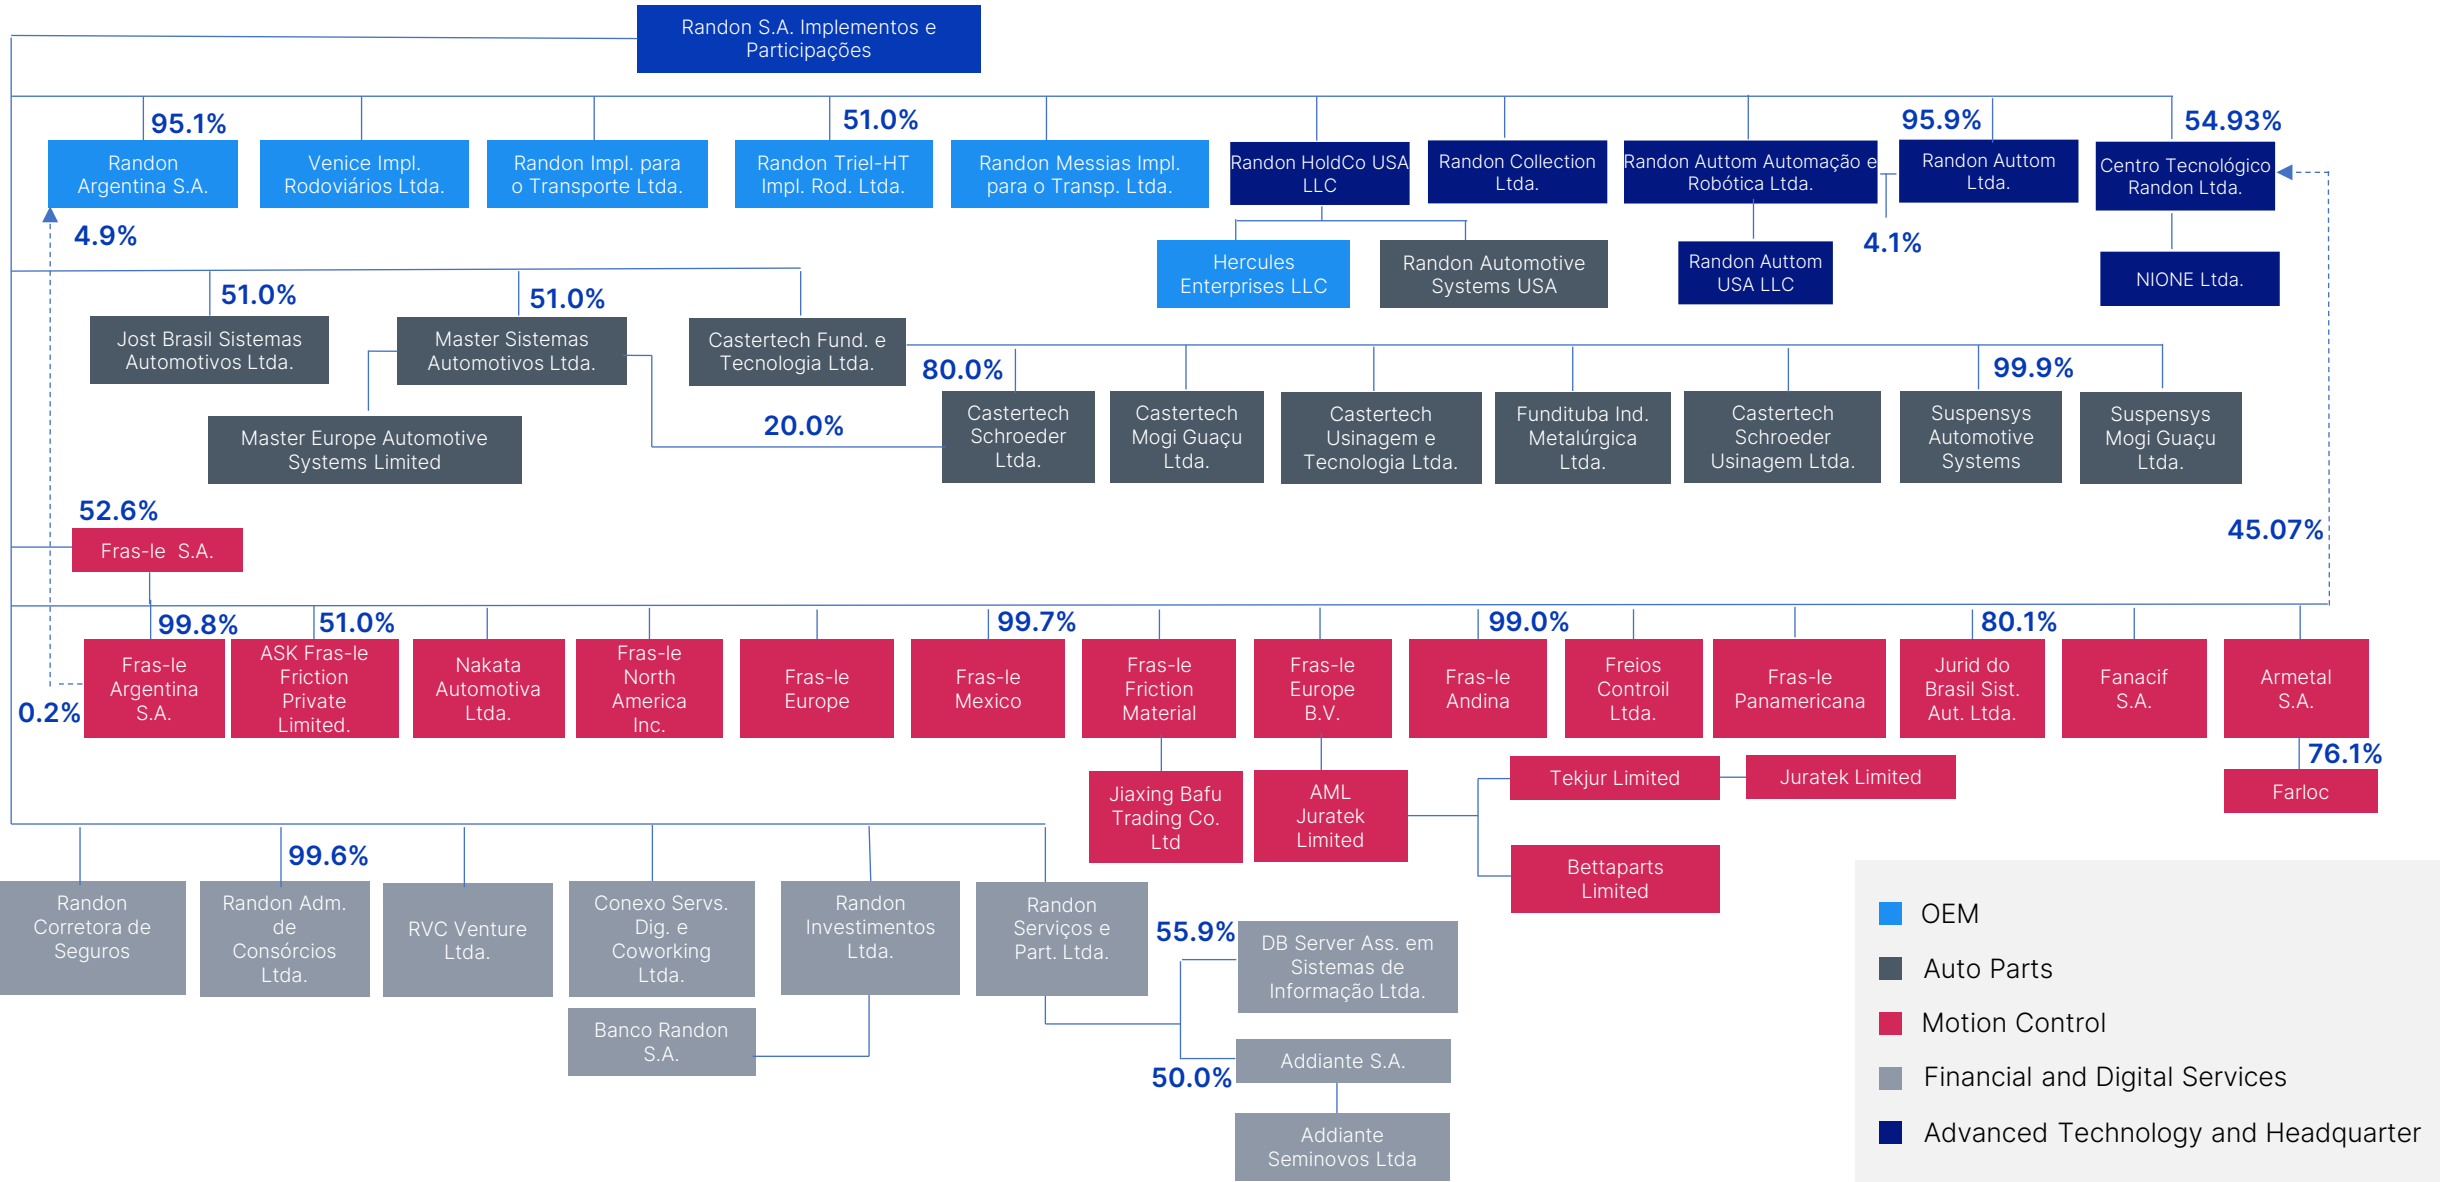 Randon S.A. Implementos e
Participações
95.1%
51.0%
95.9%
54.93%
Randon
Argentina S.A.
Venice Impl.
Rodoviários Ltda.
Randon Impl. para
o Transporte Ltda.
Randon Triel-HT
Impl. Rod. Ltda.
Randon Messias Impl.
para o Transp. Ltda.
Randon HoldCo USA
LLC
Randon Collection
Ltda.
Randon Auttom Automação e
Robótica Ltda.
Randon Auttom
Ltda.
Centro Tecnológico
Randon Ltda.
4.9%
4.1%
Hercules
Enterprises LLC
Randon Automotive
Systems USA
Randon Auttom
USA LLC
NIONE Ltda.
51.0%
51.0%
Jost Brasil Sistemas
Automotivos Ltda.
Master Sistemas
Automotivos Ltda.
Castertech Fund. e
Tecnologia Ltda.
80.0%
99.9%
20.0%
Master Europe Automotive
Systems Limited
Castertech
Schroeder
Ltda.
Castertech
Mogi Guaçu
Ltda.
Castertech
Usinagem e
Tecnologia Ltda.
Fundituba Ind.
Metalúrgica
Ltda.
Castertech
Schroeder
Usinagem Ltda.
Suspensys
Automotive
Systems
Suspensys
Mogi Guaçu
Ltda.
52.6%
Fras-le S.A.
45.07%
99.8%
51.0%
99.7%
99.0%
80.1%
Fras-le
Argentina
S.A.
ASK Fras-le
Friction
Private
Limited.
Nakata
Automotiva
Ltda.
Fras-le
North
America
Inc.
Fras-le
Europe
Fras-le
Mexico
Fras-le
Friction
Material
Fras-le
Europe
B.V.
Fras-le
Andina
Freios
Controil
Ltda.
Fras-le
Panamericana
Jurid do
Brasil Sist.
Aut. Ltda.
Fanacif
S.A.
Armetal
S.A.
0.2%
76.1%
Jiaxing Bafu
Trading Co.
Ltd
AML
Juratek
Limited
Tekjur Limited
Juratek Limited
Farloc
Bettaparts
Limited
99.6%
Randon
Corretora de
Seguros
Randon Adm.
de
Consórcios
Ltda.
RVC Venture
Ltda.
Conexo Servs.
Dig. e
Coworking
Ltda.
Randon
Investimentos
Ltda.
Randon
Serviços e
Part. Ltda.
55.9%
DB Server Ass. em
Sistemas de
Informação Ltda.
Banco Randon
S.A.
50.0%
Addiante S.A.
Addiante
Seminovos Ltda
OEM
Auto Parts
Motion Control
Financial and Digital Services
Advanced Technology and Headquarter